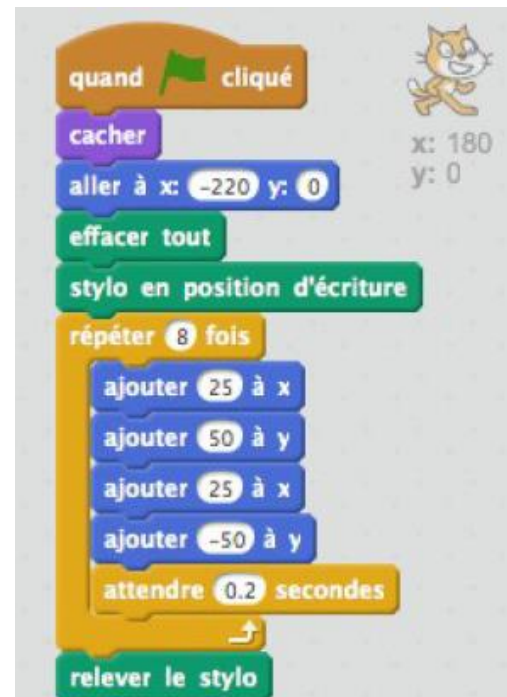 quand cliqué
cacher
aller à x: -220 y: 0
effacer tout
stylo en position d'écriture
répéter 8 fois
ajouter 25 à x
ajouter 50 à y
ajouter 25 à x
ajouter -50 à y
attendre 0.2 secondes
relever le stylo
x: 180
y: 0